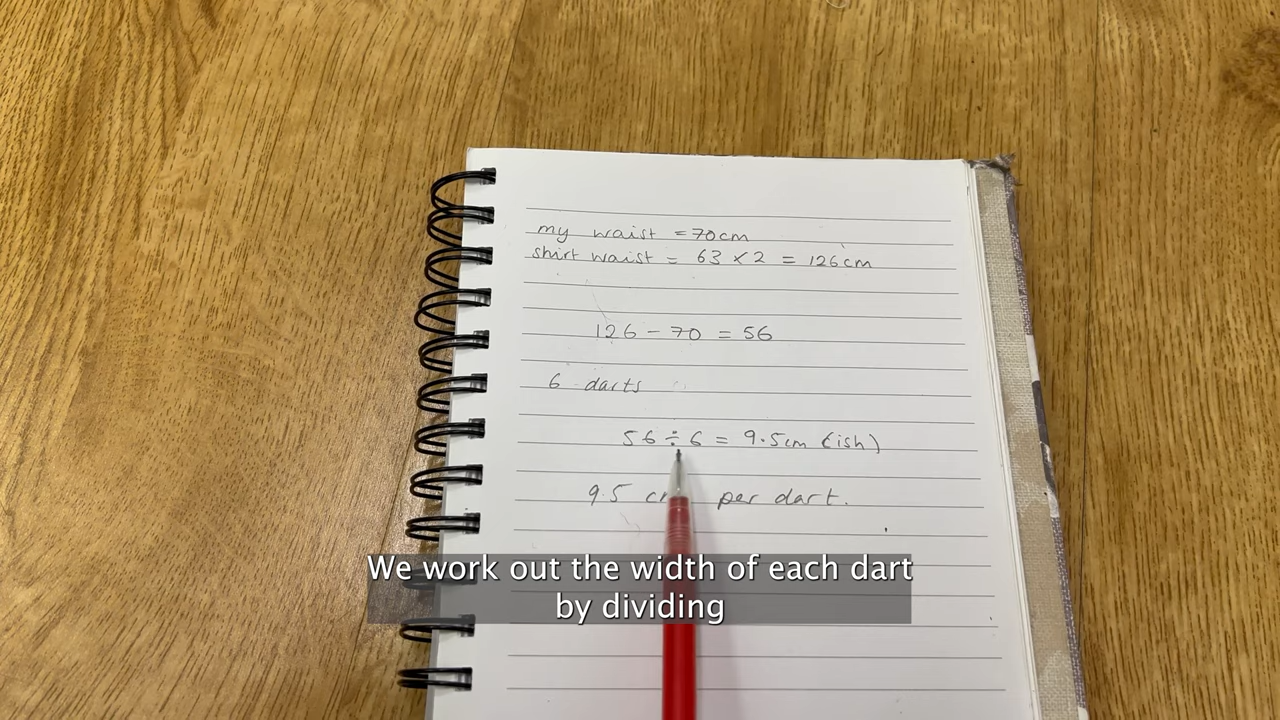 my waist = 70cm
shirt waist = 63 × 2 = 126cm
126 - 70 = 56
6 darts
56 ÷ 6 = 9.5cm (ish)
9.5 cm per dart.
We work out the width of each dart
by dividing